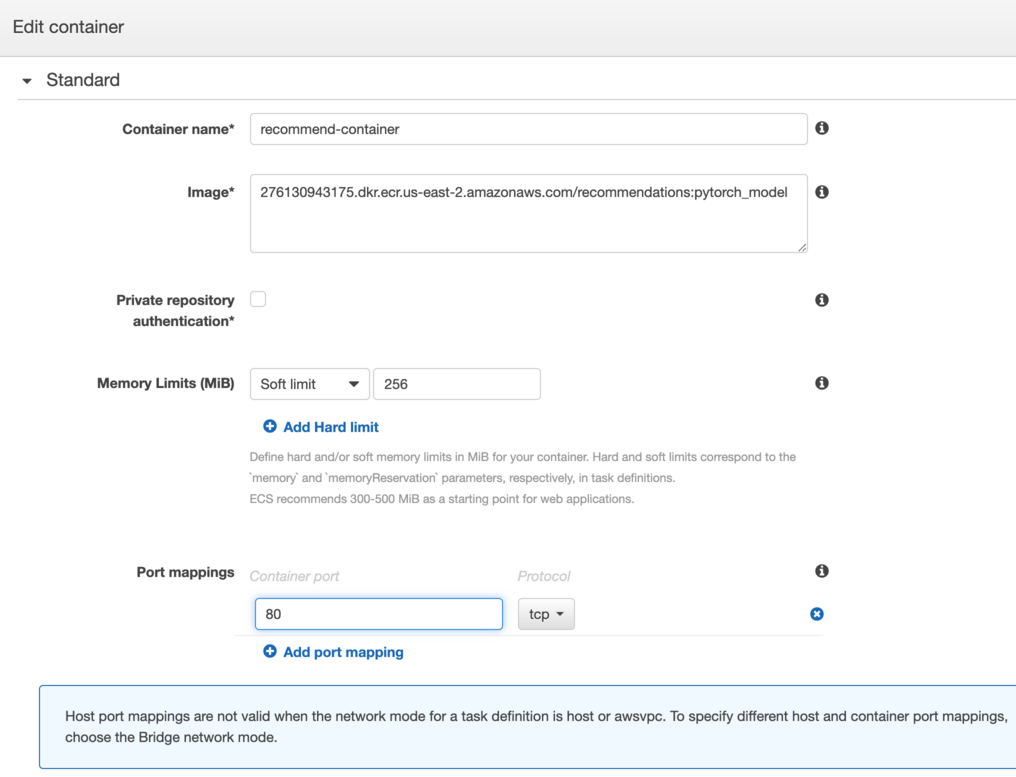 Edit container
Standard
Container name*
recommend-container
Image*
276130943175.dkr.ecr.us-east-2.amazonaws.com/recommendations:pytorch_model
Private repository
authentication*
Memory Limits (MiB)
Soft limit
256
Add Hard limit
Define hard and/or soft memory limits in MiB for your container. Hard and soft limits correspond to the
`memory` and `memoryReservation` parameters, respectively, in task definitions.
ECS recommends 300-500 MiB as a starting point for web applications.
Port mappings
Container port
Protocol
80
tcp
Add port mapping
Host port mappings are not valid when the network mode for a task definition is host or awsvpc. To specify different host and container port mappings,
choose the Bridge network mode.